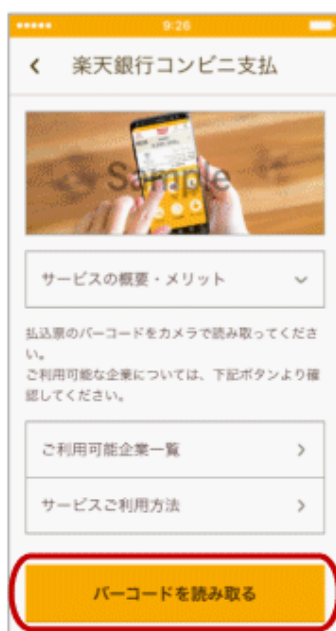 9:26
楽天銀行コンビニ支払
Sample
サービスの概要・メリット
払込票のバーコードをカメラで読み取ってくださ
い。
ご利用可能な企業については、下記ボタンより確
認してください。
ご利用可能企業一覧
サービスご利用方法
バーコードを読み取る